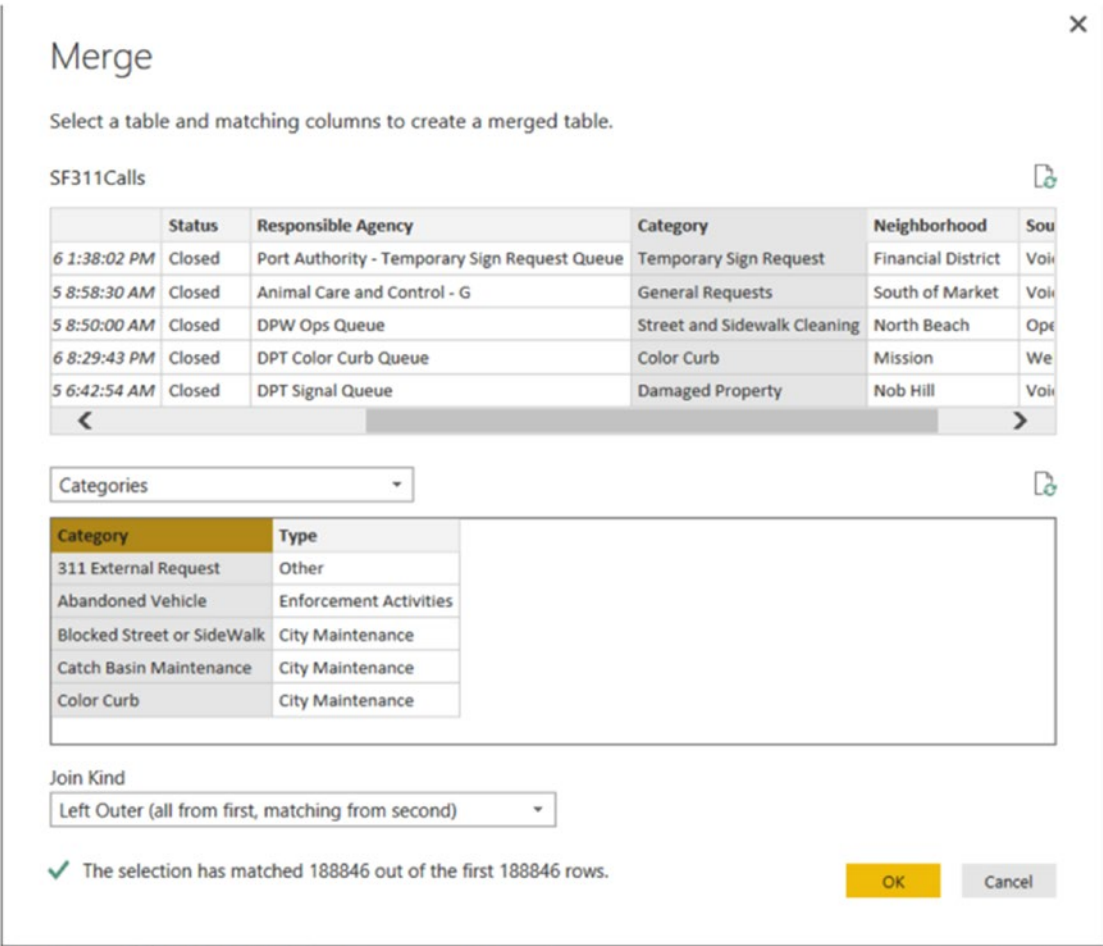 Merge
Select a table and matching columns to create a merged table.
SF311Calls
Status Responsible Agency Category Neighborhood Sou
6 1:38:02 PM Closed Port Authority - Temporary Sign Request Queue Temporary Sign Request Financial District Voi
5 8:58:30 AM Closed Animal Care and Control - G General Requests South of Market Voi
5 8:50:00 AM Closed DPW Ops Queue Street and Sidewalk Cleaning North Beach Ope
6 8:29:43 PM Closed DPT Color Curb Queue Color Curb Mission We
5 6:42:54 AM Closed DPT Signal Queue Damaged Property Nob Hill Voi
Categories
Category Type
311 External Request Other
Abandoned Vehicle Enforcement Activities
Blocked Street or SideWalk City Maintenance
Catch Basin Maintenance City Maintenance
Color Curb City Maintenance
Join Kind
Left Outer (all from first, matching from second)
The selection has matched 188846 out of the first 188846 rows.
OK Cancel